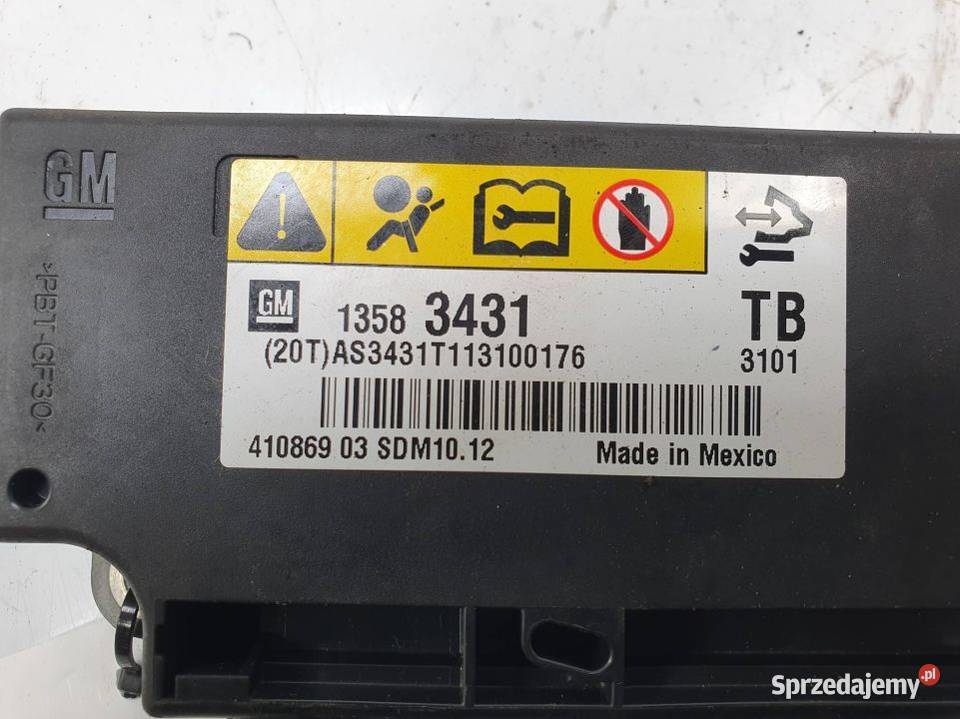 GM
>PBT-GF30<
GM 1358 3431 TB
(20T)AS3431T113100176 3101
410869 03 SDM10.12 Made in Mexico
Sprzedajemy.pl